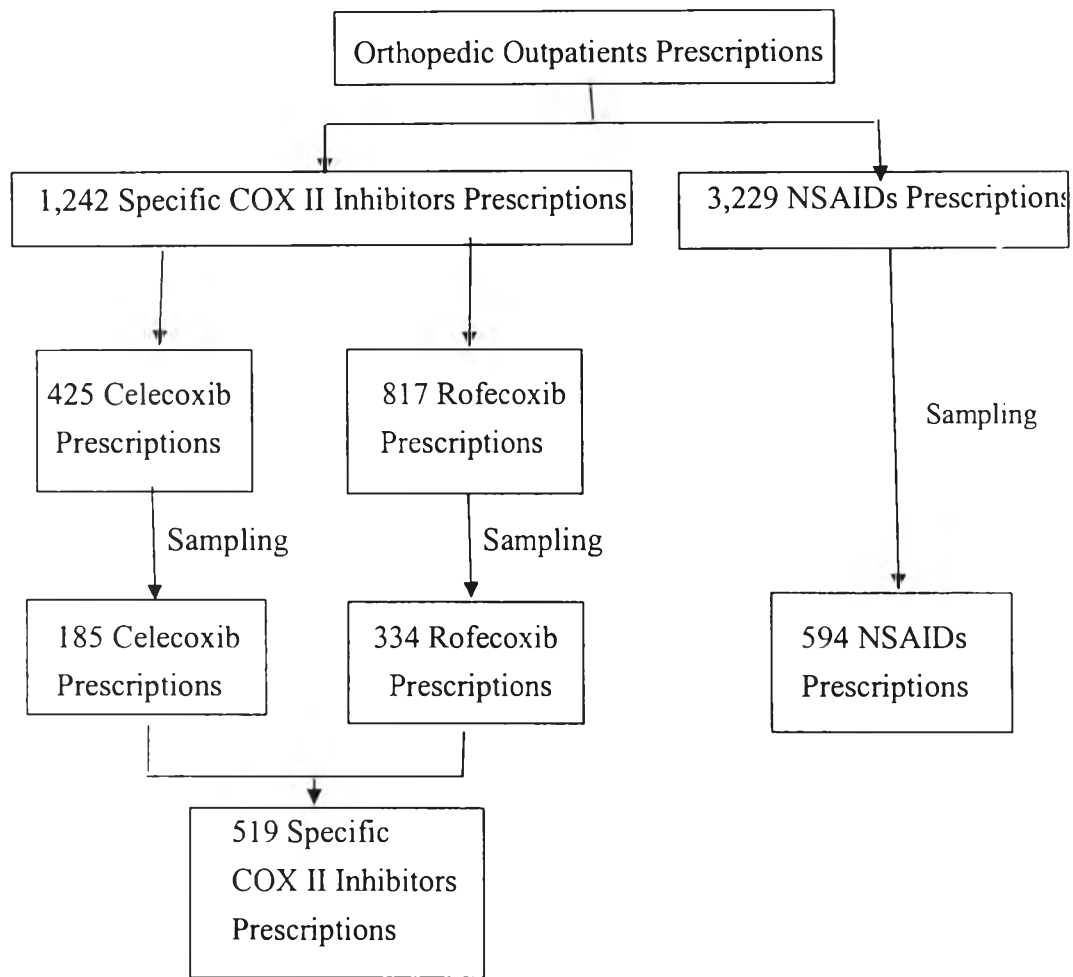 Orthopedic Outpatients Prescriptions
1,242 Specific COX II Inhibitors Prescriptions
3,229 NSAIDs Prescriptions
425 Celecoxib
Prescriptions
817 Rofecoxib
Prescriptions
Sampling
Sampling
Sampling
185 Celecoxib
Prescriptions
334 Rofecoxib
Prescriptions
594 NSAIDs
Prescriptions
519 Specific
COX II Inhibitors
Prescriptions